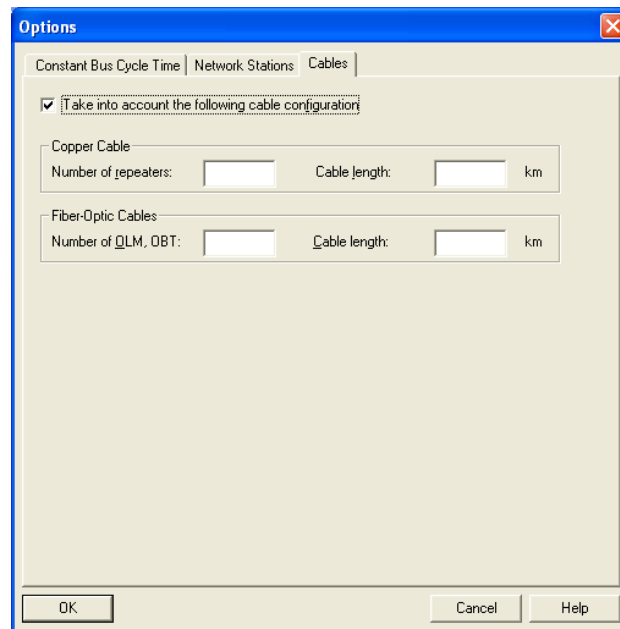 Options
Constant Bus Cycle Time Network Stations Cables
Take into account the following cable configuration
Copper Cable
Number of repeaters: Cable length: km
Fiber-Optic Cables
Number of OLM, OBT: Cable length: km
OK Cancel Help